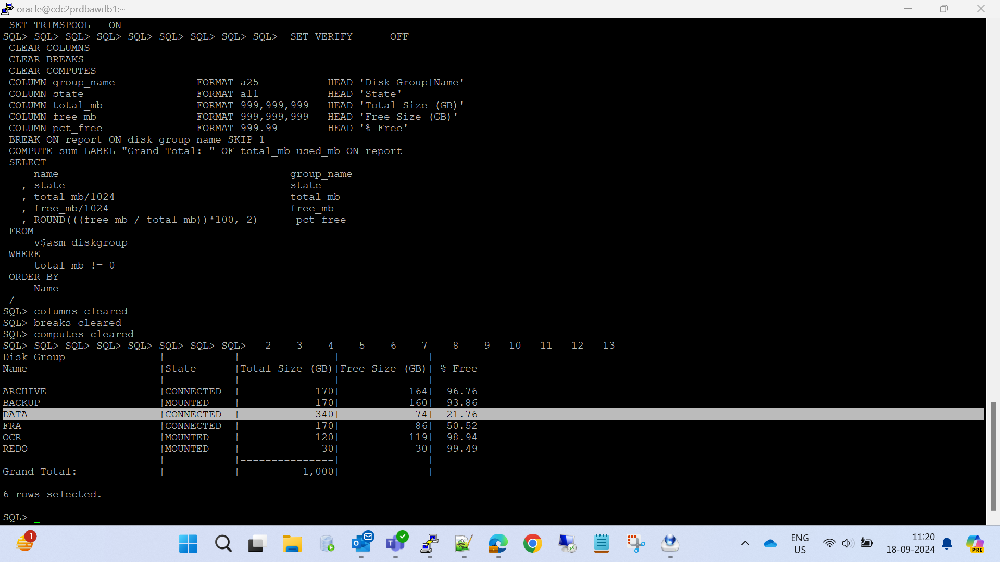 oracle@cdc2prdbawdb1:~
 SET TRIMSPOOL   ON
SQL> SQL> SQL> SQL> SQL> SQL> SQL> SQL> SQL>  SET VERIFY      OFF
 CLEAR COLUMNS
 CLEAR BREAKS
 CLEAR COMPUTES
 COLUMN group_name             FORMAT a25           HEAD 'Disk Group|Name'
 COLUMN state                  FORMAT a11           HEAD 'State'
 COLUMN total_mb               FORMAT 999,999,999   HEAD 'Total Size (GB)'
 COLUMN free_mb                FORMAT 999,999,999   HEAD 'Free Size (GB)'
 COLUMN pct_free               FORMAT 999.99        HEAD '% Free'
 BREAK ON report ON disk_group_name SKIP 1
 COMPUTE sum LABEL "Grand Total: " OF total_mb used_mb ON report
 SELECT
     name                                     group_name
   , state                                    state
   , total_mb/1024                            total_mb
   , free_mb/1024                             free_mb
   , ROUND(((free_mb / total_mb))*100, 2)      pct_free
 FROM
     v$asm_diskgroup
 WHERE
     total_mb != 0
 ORDER BY
     Name
 /
SQL> columns cleared
SQL> breaks cleared
SQL> computes cleared
SQL> SQL> SQL> SQL> SQL> SQL> SQL> SQL>   2    3    4    5    6    7    8    9   10   11   12   13
Disk Group               |           |               |              |
Name                     |State      |Total Size (GB)|Free Size (GB)| % Free
-------------------------|-----------|---------------|--------------|-------
ARCHIVE                  |CONNECTED  |            170|           164|  96.76
BACKUP                   |MOUNTED    |            170|           160|  93.86
DATA                     |CONNECTED  |            340|            74|  21.76
FRA                      |CONNECTED  |            170|            86|  50.52
OCR                      |MOUNTED    |            120|           119|  98.94
REDO                     |MOUNTED    |             30|            30|  99.49
                         |           |---------------|              |
Grand Total:             |           |          1,000|              |
6 rows selected.
SQL>
1
ENG
US
11:20
18-09-2024
PRE